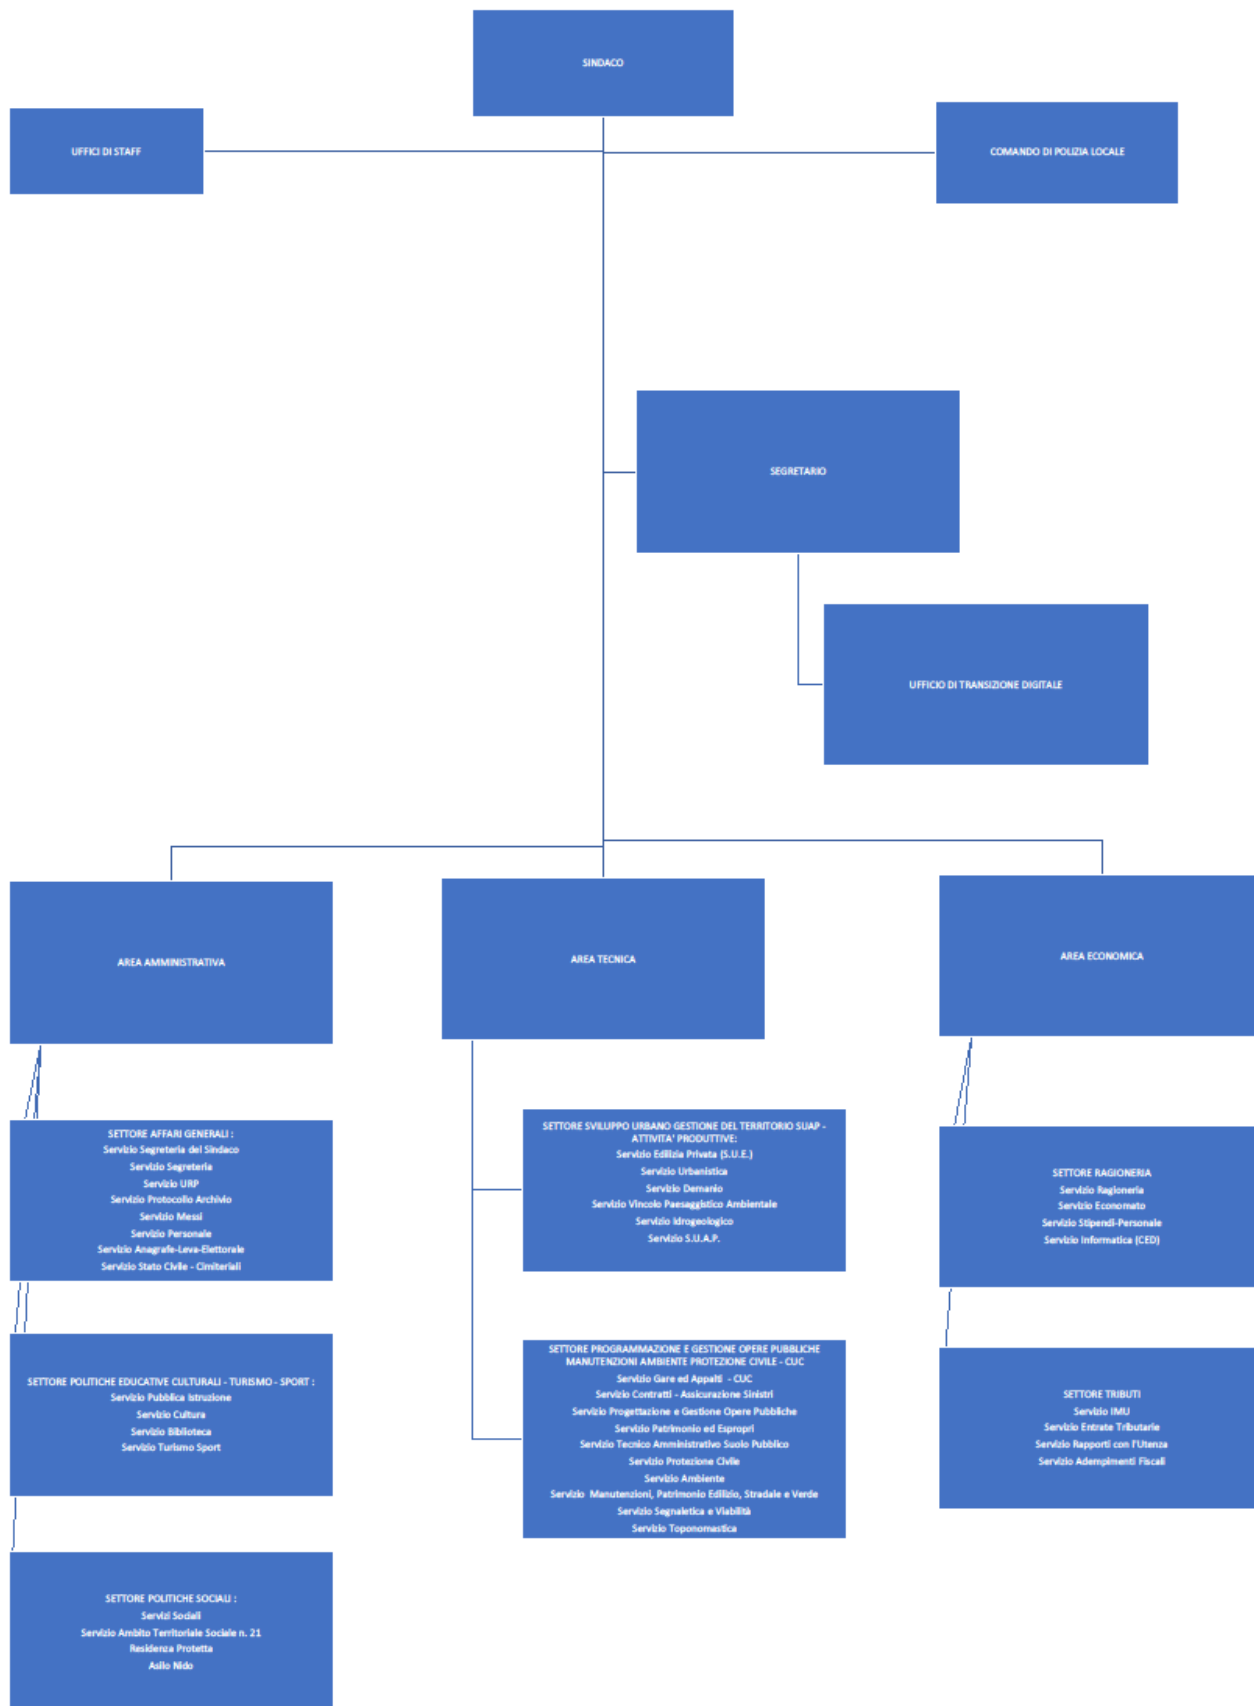 SINDACO
UFFICI DI STAFF
COMANDO DI POLIZIA LOCALE
SEGRETARIO
UFFICIO DI TRANSIZIONE DIGITALE
AREA AMMINISTRATIVA
AREA TECNICA
AREA ECONOMICA
SETTORE AFFARI GENERALI :
Servizio Segreteria del Sindaco
Servizio Segreteria
Servizio URP
Servizio Protocollo Archivio
Servizio Messi
Servizio Personale
Servizio Anagrafe-Leva-Elettorale
Servizio Stato Civile - Cimiteriali
SETTORE POLITICHE EDUCATIVE CULTURALI - TURISMO - SPORT :
Servizio Pubblica Istruzione
Servizio Cultura
Servizio Biblioteca
Servizio Turismo Sport
SETTORE POLITICHE SOCIALI :
Servizi Sociali
Servizio Ambito Territoriale Sociale n. 21
Residenza Protetta
Asilo Nido
SETTORE SVILUPPO URBANO GESTIONE DEL TERRITORIO SUAP -
ATTIVITA' PRODUTTIVE:
Servizio Edilizia Privata (S.U.E.)
Servizio Urbanistica
Servizio Demanio
Servizio Vincolo Paesaggistico Ambientale
Servizio Idrogeologico
Servizio S.U.A.P.
SETTORE PROGRAMMAZIONE E GESTIONE OPERE PUBBLICHE
MANUTENZIONI AMBIENTE PROTEZIONE CIVILE - CUC
Servizio Gare ed Appalti - CUC
Servizio Contratti - Assicurazione Sinistri
Servizio Progettazione e Gestione Opere Pubbliche
Servizio Patrimonio ed Espropri
Servizio Tecnico Amministrativo Suolo Pubblico
Servizio Protezione Civile
Servizio Ambiente
Servizio Manutenzioni, Patrimonio Edilizio, Stradale e Verde
Servizio Segnaletica e Viabilità
Servizio Toponomastica
SETTORE RAGIONERIA
Servizio Ragioneria
Servizio Economato
Servizio Stipendi-Personale
Servizio Informatica (CED)
SETTORE TRIBUTI
Servizio IMU
Servizio Entrate Tributarie
Servizio Rapporti con l'Utenza
Servizio Adempimenti Fiscali